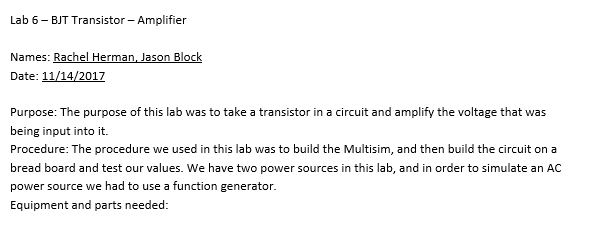 Lab 6 – BJT Transistor – Amplifier
Names: Rachel Herman, Jason Block
Date: 11/14/2017
Purpose: The purpose of this lab was to take a transistor in a circuit and amplify the voltage that was
being input into it.
Procedure: The procedure we used in this lab was to build the Multisim, and then build the circuit on a
bread board and test our values. We have two power sources in this lab, and in order to simulate an AC
power source we had to use a function generator.
Equipment and parts needed: